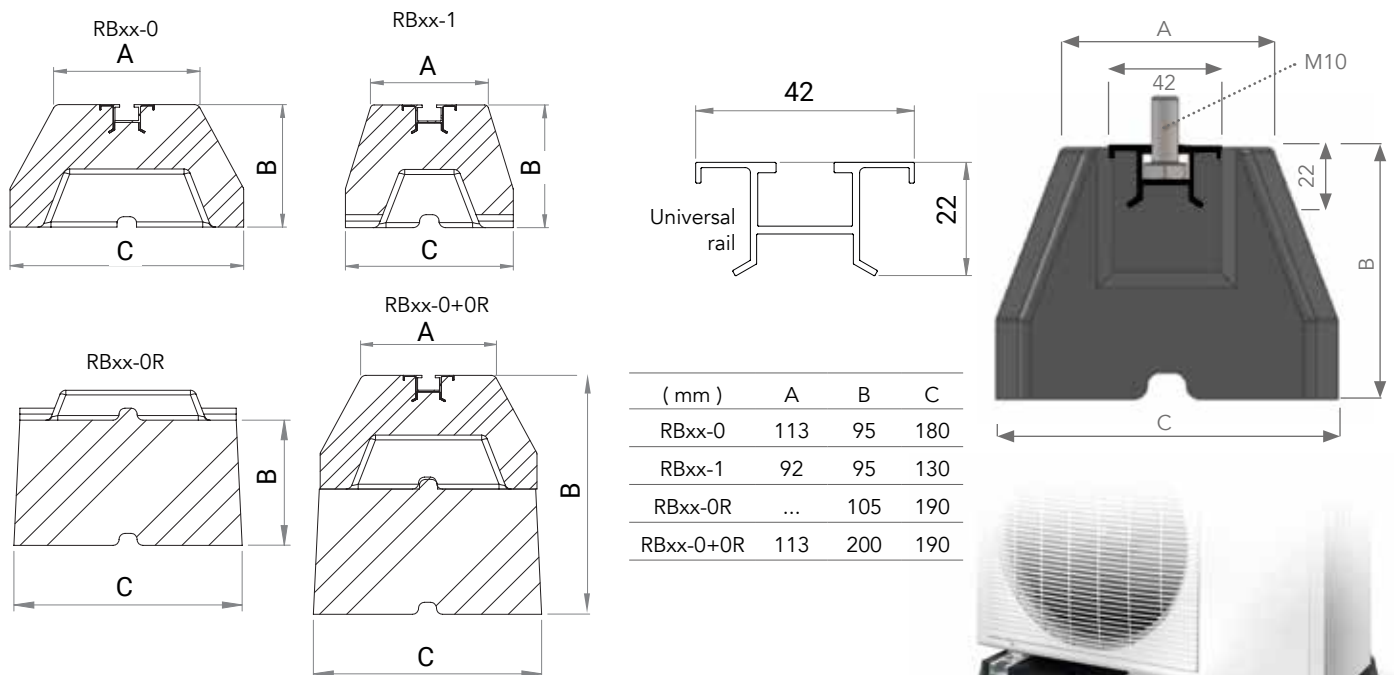 RBxx-0
A
B
C
RBxx-1
A
B
C
RBxx-0R
B
C
RBxx-0+0R
A
B
C
42
22
Universal
rail
A
42
M10
22
B
C
( mm ) A B C
RBxx-0 113 95 180
RBxx-1 92 95 130
RBxx-0R ... 105 190
RBxx-0+0R 113 200 190